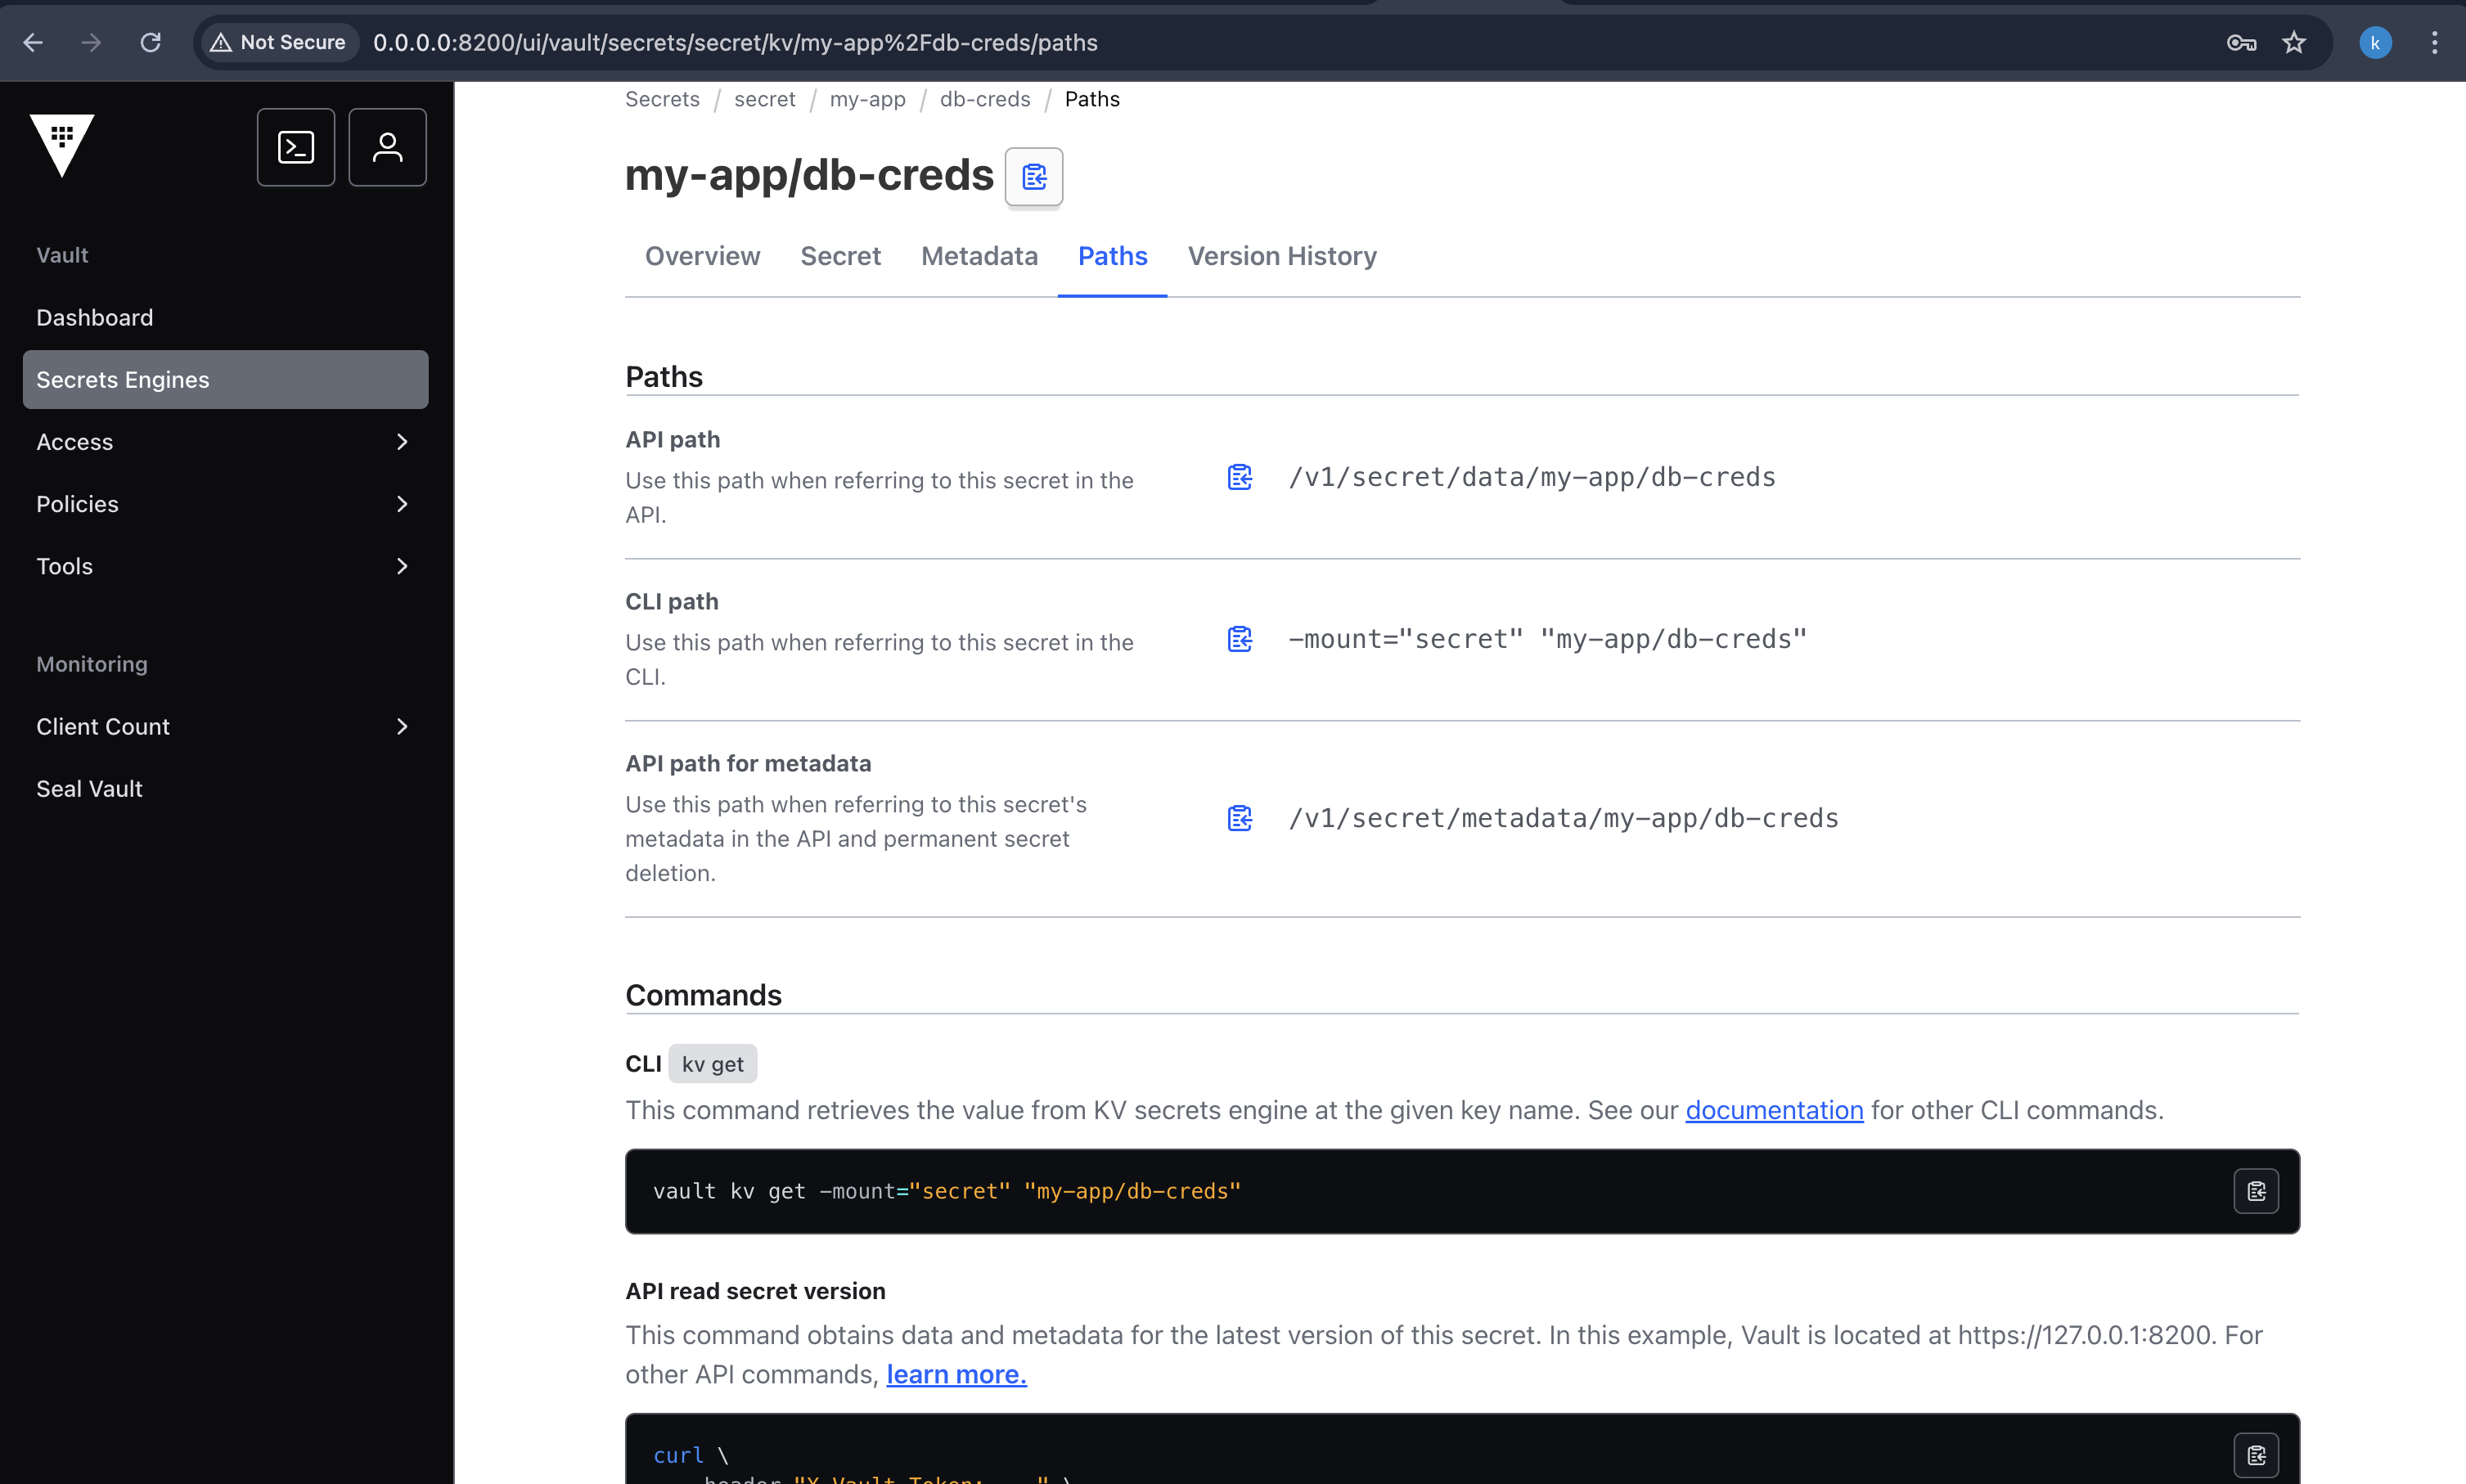 Not Secure 0.0.0.0:8200/ui/vault/secrets/secret/kv/my-app%2Fdb-creds/paths
k
Vault
Dashboard
Secrets Engines
Access
Policies
Tools
Monitoring
Client Count
Seal Vault
Secrets / secret / my-app / db-creds / Paths
my-app/db-creds
Overview Secret Metadata Paths Version History
Paths
API path
Use this path when referring to this secret in the
API.
/v1/secret/data/my-app/db-creds
CLI path
Use this path when referring to this secret in the
CLI.
-mount="secret" "my-app/db-creds"
API path for metadata
Use this path when referring to this secret's
metadata in the API and permanent secret
deletion.
/v1/secret/metadata/my-app/db-creds
Commands
CLI kv get
This command retrieves the value from KV secrets engine at the given key name. See our documentation for other CLI commands.
vault kv get -mount="secret" "my-app/db-creds"
API read secret version
This command obtains data and metadata for the latest version of this secret. In this example, Vault is located at https://127.0.0.1:8200. For
other API commands, learn more.
curl \
--header "X-Vault-Token: ..." \